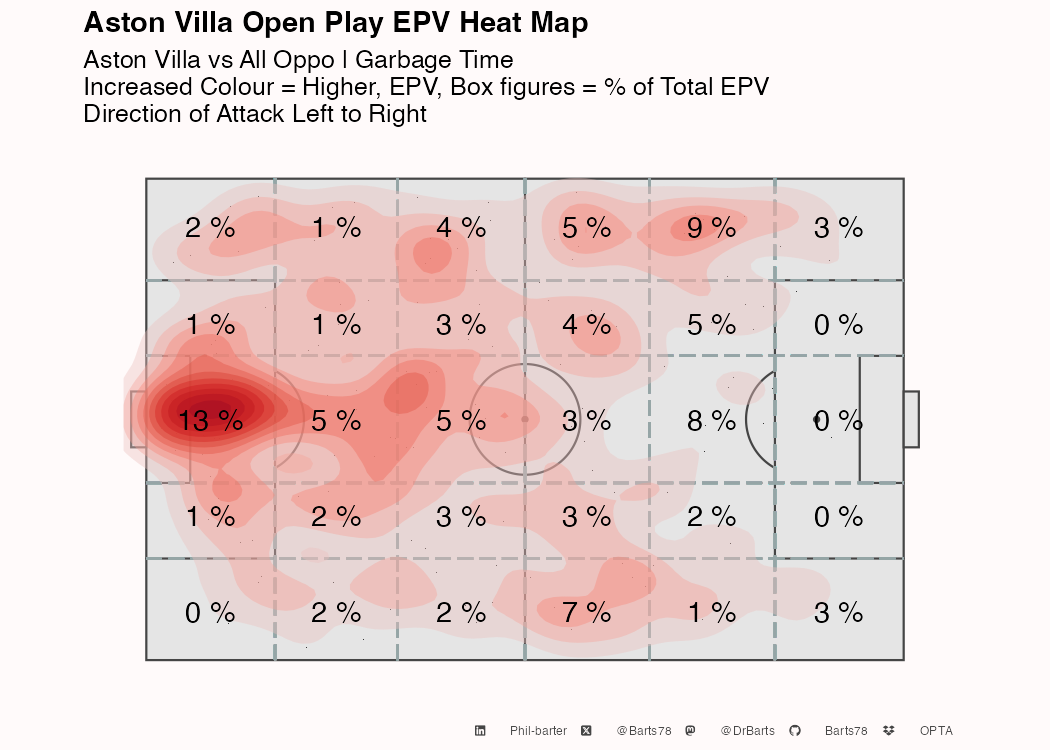 Aston Villa Open Play EPV Heat Map
Aston Villa vs All Oppo | Garbage Time
Increased Colour = Higher, EPV, Box figures = % of Total EPV
Direction of Attack Left to Right
2 % 1 % 4 % 5 % 9 % 3 %
1 % 1 % 3 % 4 % 5 % 0 %
13 % 5 % 5 % 3 % 8 % 0 %
1 % 2 % 3 % 3 % 2 % 0 %
0 % 2 % 2 % 7 % 1 % 3 %
Phil-barter @Barts78 @DrBarts Barts78 OPTA